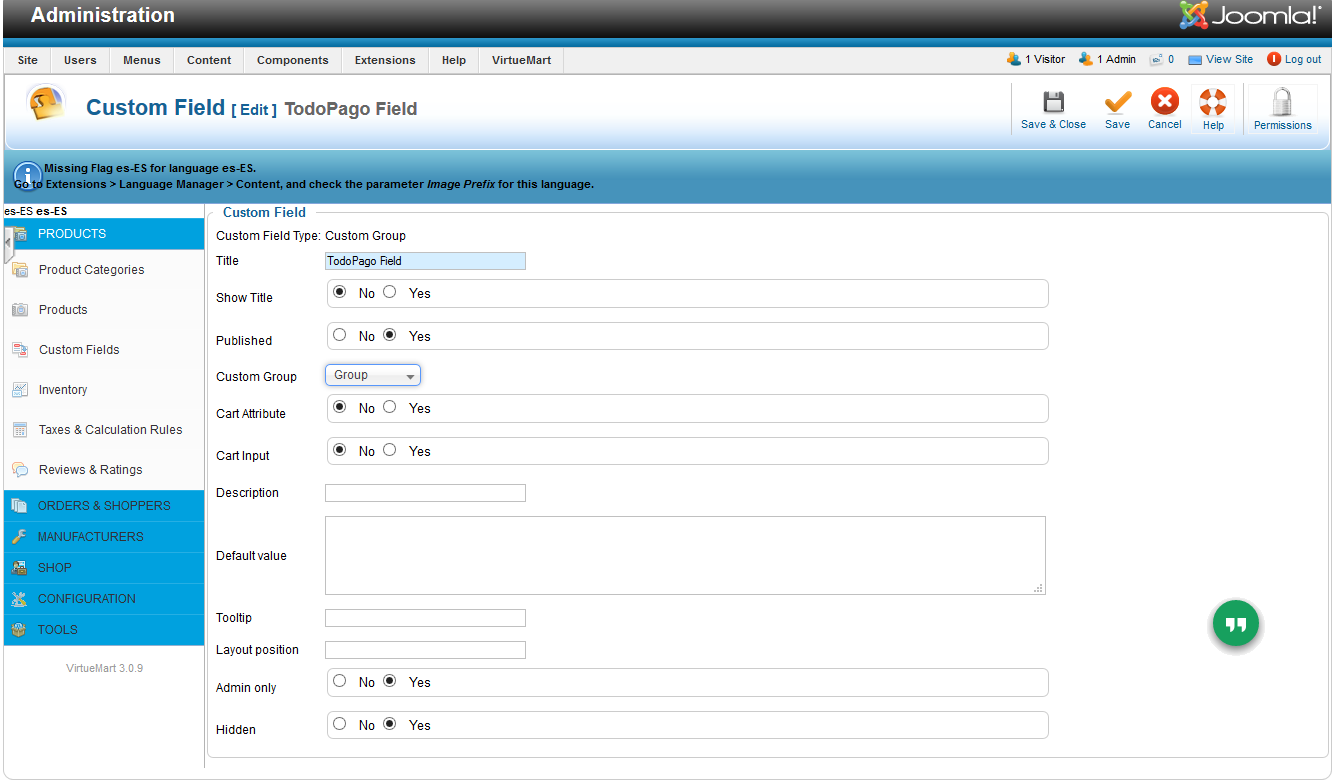 Administration
Joomla!
Site Users Menus Content Components Extensions Help VirtueMart 1 Visitor 1 Admin 0 View Site Log out
Custom Field [ Edit ] TodoPago Field
Save & Close Save Cancel Help Permissions
Missing Flag es-ES for language es-ES.
Go to Extensions > Language Manager > Content, and check the parameter Image Prefix for this language.
es-ES es-ES
PRODUCTS
Product Categories
Products
Custom Fields
Inventory
Taxes & Calculation Rules
Reviews & Ratings
ORDERS & SHOPPERS
MANUFACTURERS
SHOP
CONFIGURATION
TOOLS
VirtueMart 3.0.9
Custom Field
Custom Field Type: Custom Group
Title TodoPago Field
Show Title No Yes
Published No Yes
Custom Group Group
Cart Attribute No Yes
Cart Input No Yes
Description
Default value
Tooltip
Layout position
Admin only No Yes
Hidden No Yes